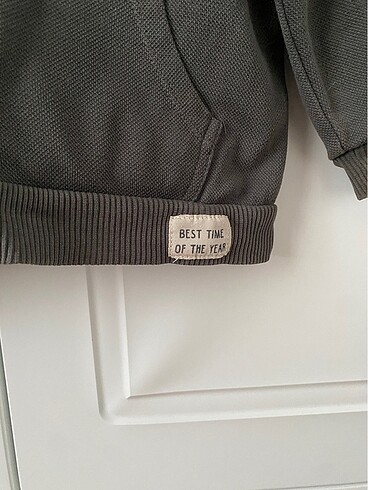 BEST TIME
OF THE YEAR